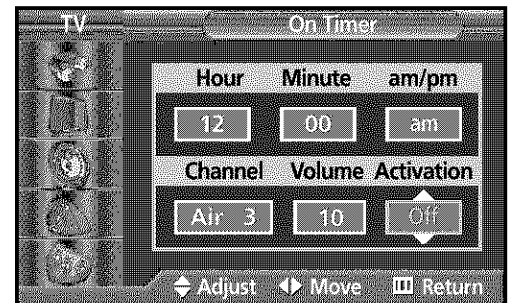 TV On Timer
Hour Minute am/pm
12 00 am
Channel Volume Activation
Air 3 10 Off
Adjust Move Return